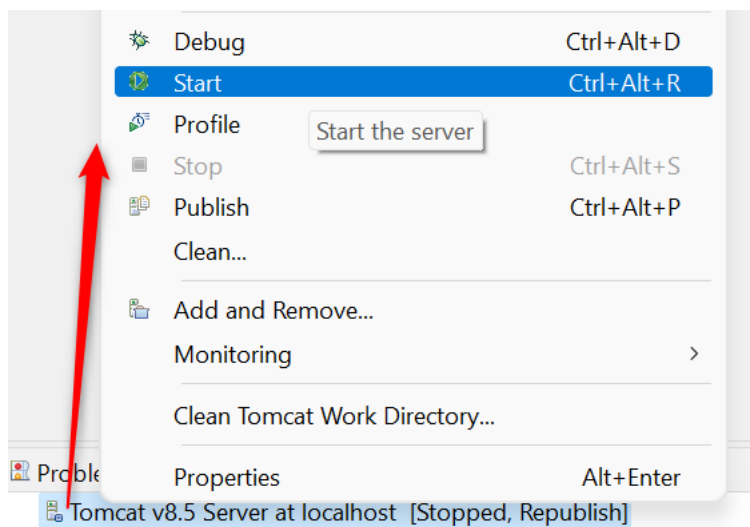 Debug Ctrl+Alt+D
Start Ctrl+Alt+R
Profile
Start the server
Stop Ctrl+Alt+S
Publish Ctrl+Alt+P
Clean...
Add and Remove...
Monitoring
Clean Tomcat Work Directory...
Properties Alt+Enter
Tomcat v8.5 Server at localhost [Stopped, Republish]